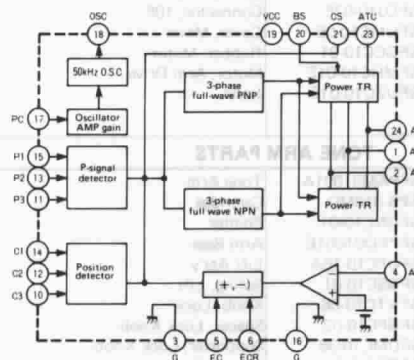 OSC VCC BS CS ATC
18 19 20 21 23
50kHz O.S.C
3-phase
full-wave PNP
Power TR
PC 17
Oscillator
AMP gain
24 A
P1 15
P-signal
detector
1 A
P2 13
P3 11
2 A
3-phase
full wave NPN
Power TR
TONE ARM PARTS
C1 14
Position
detector
C2 12
C3 10
(+, -)
4 A
3 5 6 16
G EC ECR G